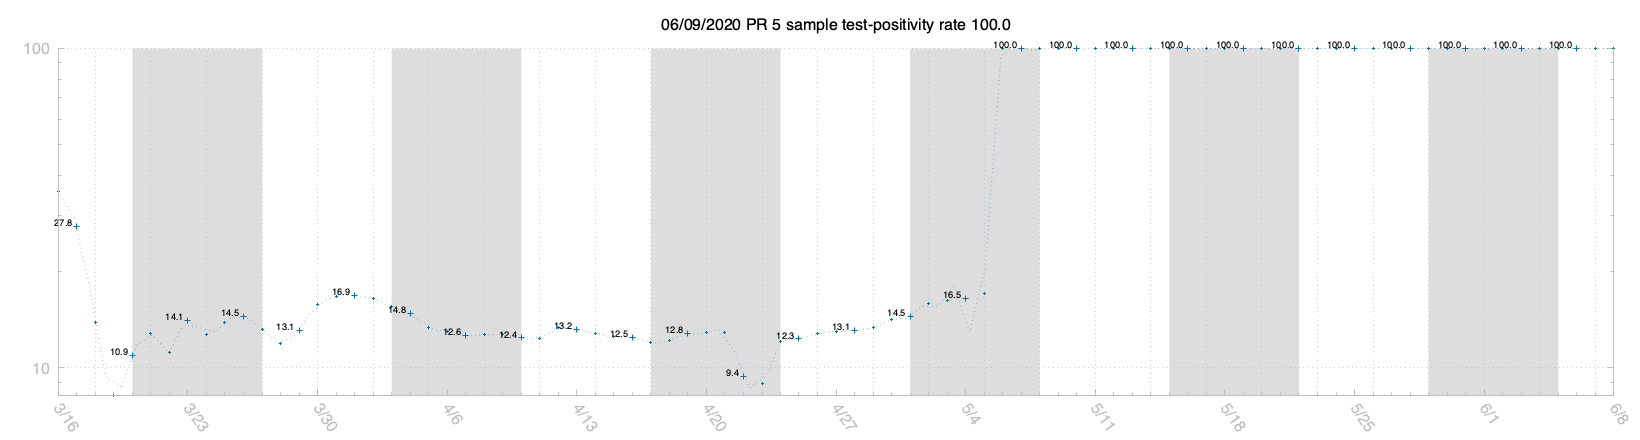 06/09/2020 PR 5 sample test-positivity rate 100.0
100
100.0 100.0 100.0 100.0 100.0 100.0 100.0 100.0 100.0 100.0 100.0
27.8
10.9 14.1 14.5 13.1 16.9 14.8 12.6 12.4 13.2 12.5 12.8 9.4 12.3 13.1 14.5 16.5
10
3/16 3/23 3/30 4/6 4/13 4/20 4/27 5/4 5/11 5/18 5/25 6/1 6/8